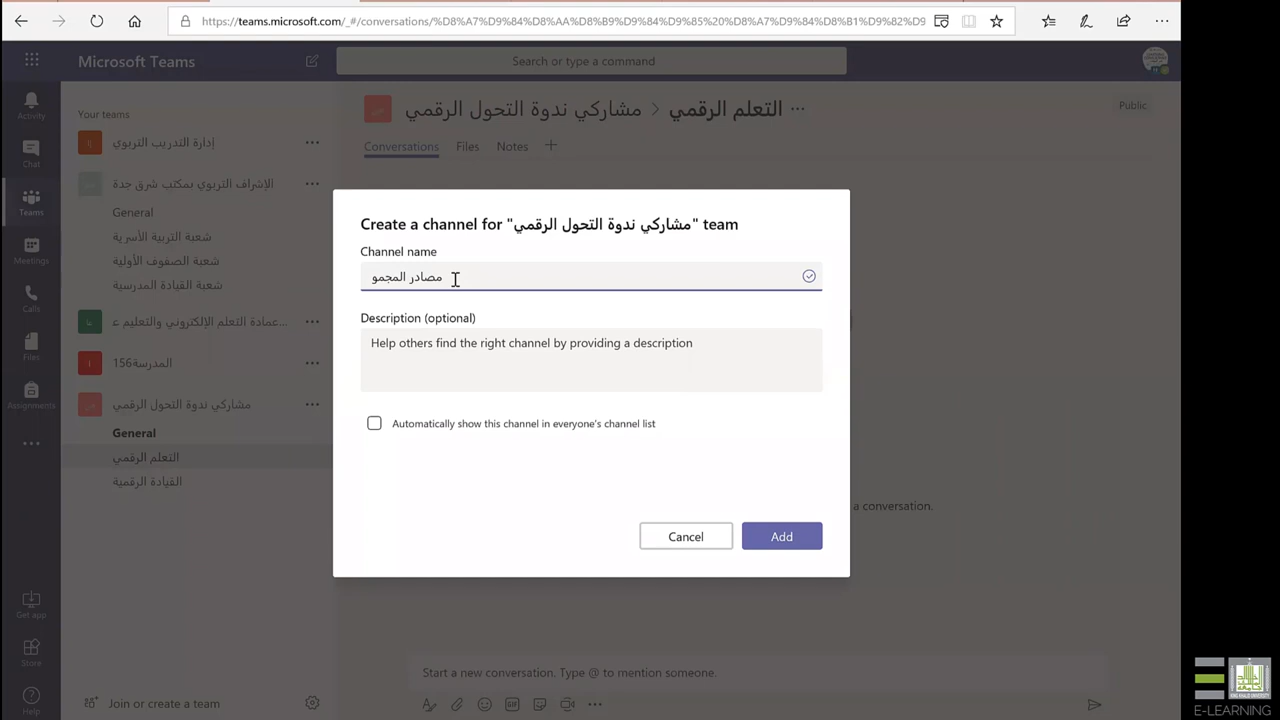 https://teams.microsoft.com/_#/conversations/%D8%A7%D9%84%D8%AA%D8%B9%D9%84%D9%85%20%D8%A7%D9%84%D8%B1%D9%82%D9
Microsoft Teams
Search or type a command
Activity
Chat
Teams
Meetings
Calls
Files
Assignments
Get app
Store
Help
Your teams
إدارة التدريب التربوي
الإشراف التربوي بمكتب شرق جدة
General
شعبة التربية الأسرية
شعبة الصفوف الأولية
شعبة القيادة المدرسية
عمادة التعلم الإلكتروني والتعليم ع...
المدرسة156
مشاركي ندوة التحول الرقمي
General
التعلم الرقمي
القيادة الرقمية
Join or create a team
مشاركي ندوة التحول الرقمي > التعلم الرقمي ...
Public
Conversations
Files
Notes
Create a channel for "مشاركي ندوة التحول الرقمي" team
Channel name
مصادر المجمو
Description (optional)
Help others find the right channel by providing a description
Automatically show this channel in everyone's channel list
Cancel
Add
a conversation.
Start a new conversation. Type @ to mention someone.
E-LEARNING